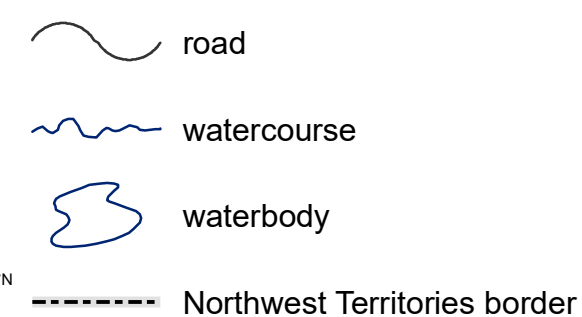 road
watercourse
waterbody
°N
Northwest Territories border